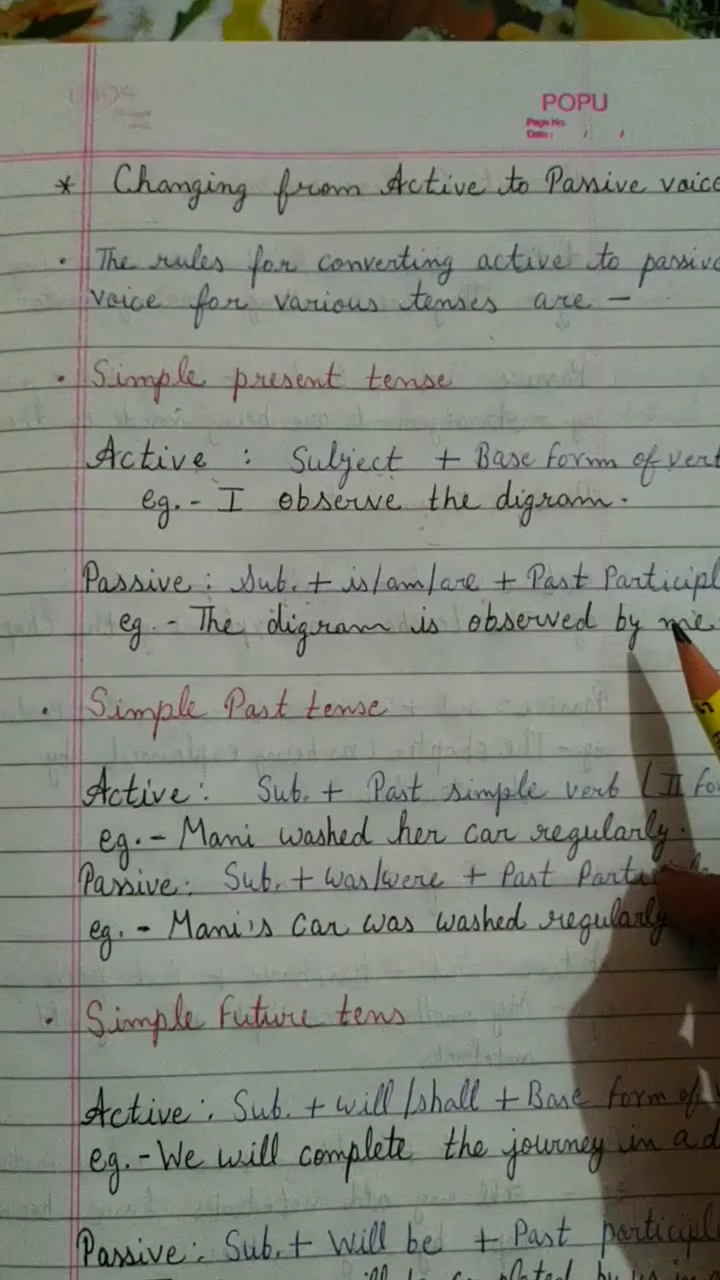 POPU
Page No.
Date: / /
* Changing from Active to Passive voice
• The rules for converting active to passive
voice for various tenses are –
• Simple present tense
Active : Subject + Base form of
eg. - I observe the digram.
Passive : Sub. + is/am/are + Past Participl
eg. - The digram is observed by me
• Simple Past tense
Active : Sub. + Past simple verb (II fo
eg. - Mani washed her car regularly.
Passive : Sub. + was/were + Past
eg. - Mani's car was washed regularly
• Simple Future tens
Active : Sub. + will/shall + Base form of
eg. - We will complete the journey in a d
Passive : Sub. + Will be + Past participl